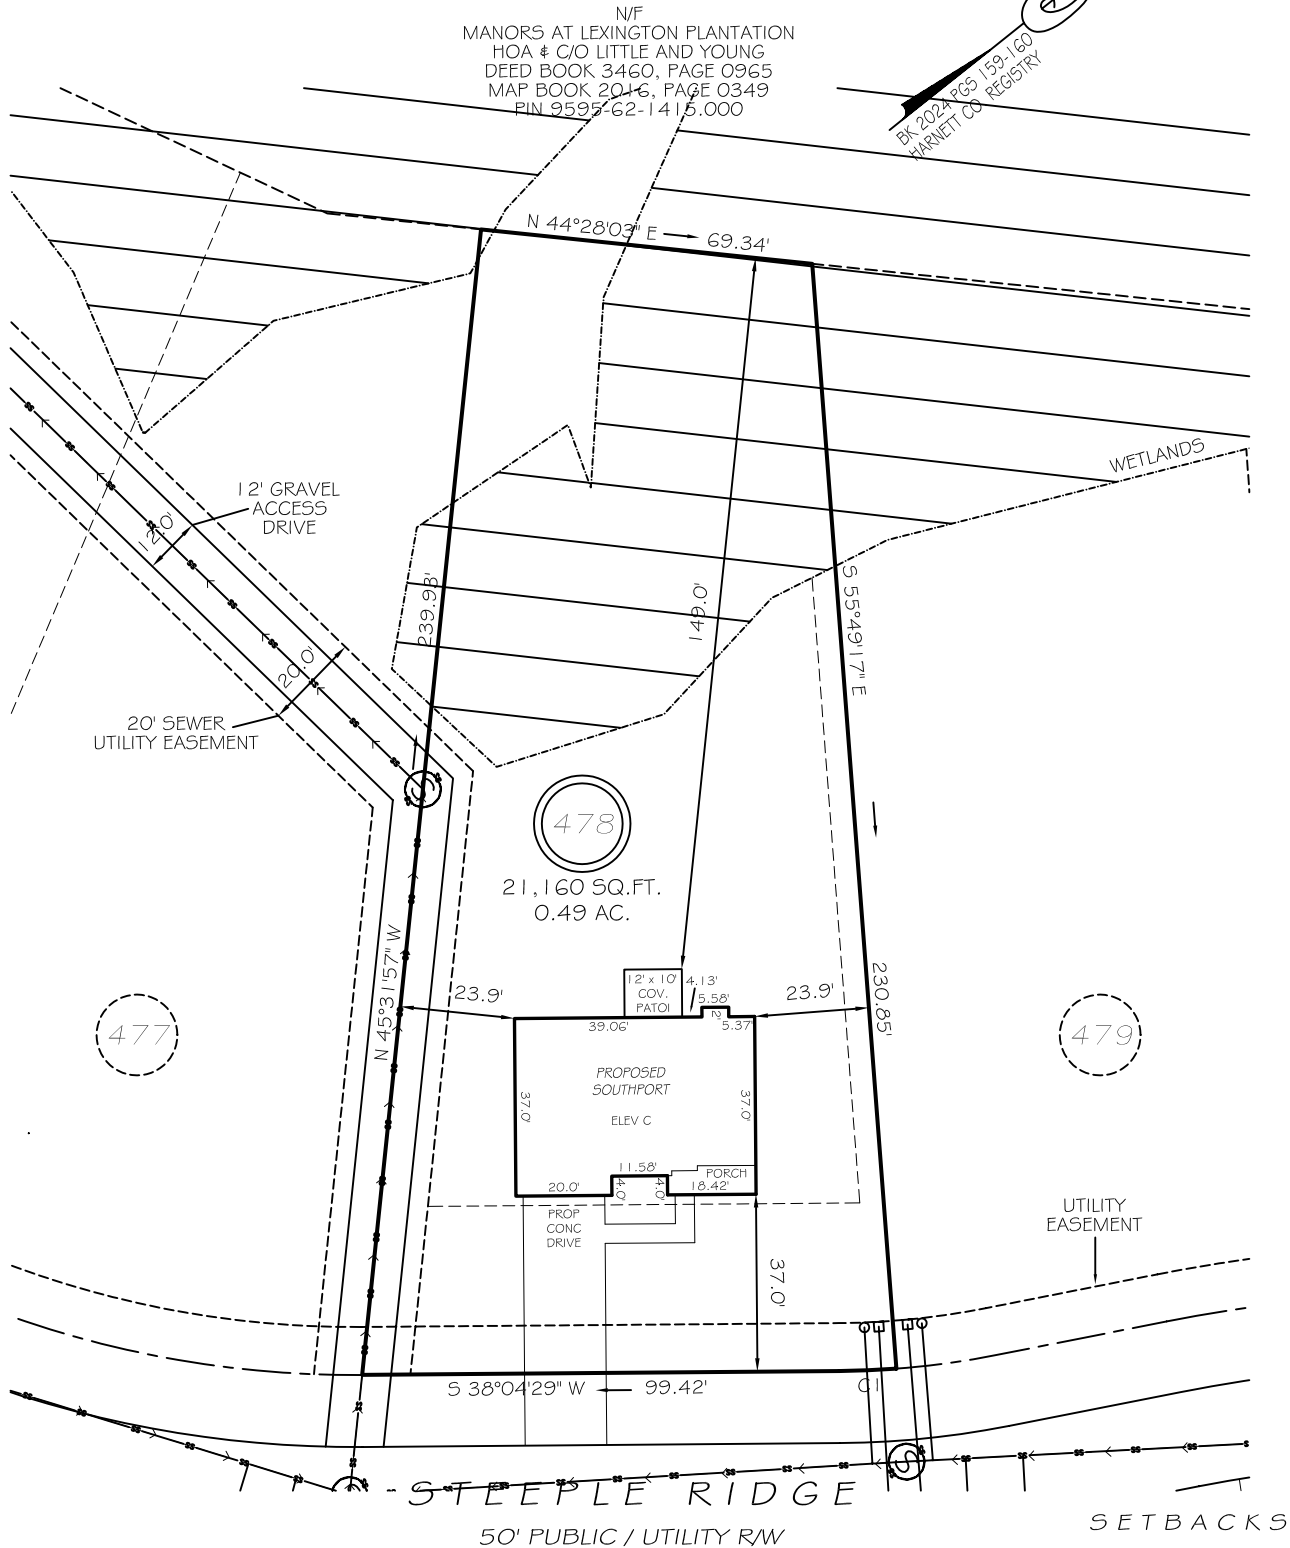 N/F
MANORS AT LEXINGTON PLANTATION
HOA & C/O LITTLE AND YOUNG
DEED BOOK 3460, PAGE 0965
MAP BOOK 2016, PAGE 0349
PIN 9595-62-1415.000
BK 2024 PGS 159-160
HARNETT CO. REGISTRY
N 44°28'03" E
69.34'
WETLANDS
12' GRAVEL
ACCESS
DRIVE
12.0'
239.93'
149.0'
S 55°49'17" E
20.0'
20' SEWER
UTILITY EASEMENT
478
21,160 SQ.FT.
0.49 AC.
N 45°31'57" W
23.9'
12' x 10'
COV.
PATOI
4.13'
5.58'
2'
23.9'
230.85'
39.06'
5.37'
477
479
PROPOSED
SOUTHPORT
ELEV C
37.0'
37.0'
11.58'
PORCH
20.0'
4.0'
4.0'
18.42'
PROP
CONC
DRIVE
UTILITY
EASEMENT
37.0'
S 38°04'29" W
99.42'
C1
STEEPLE RIDGE
50' PUBLIC / UTILITY R/W
SETBACKS